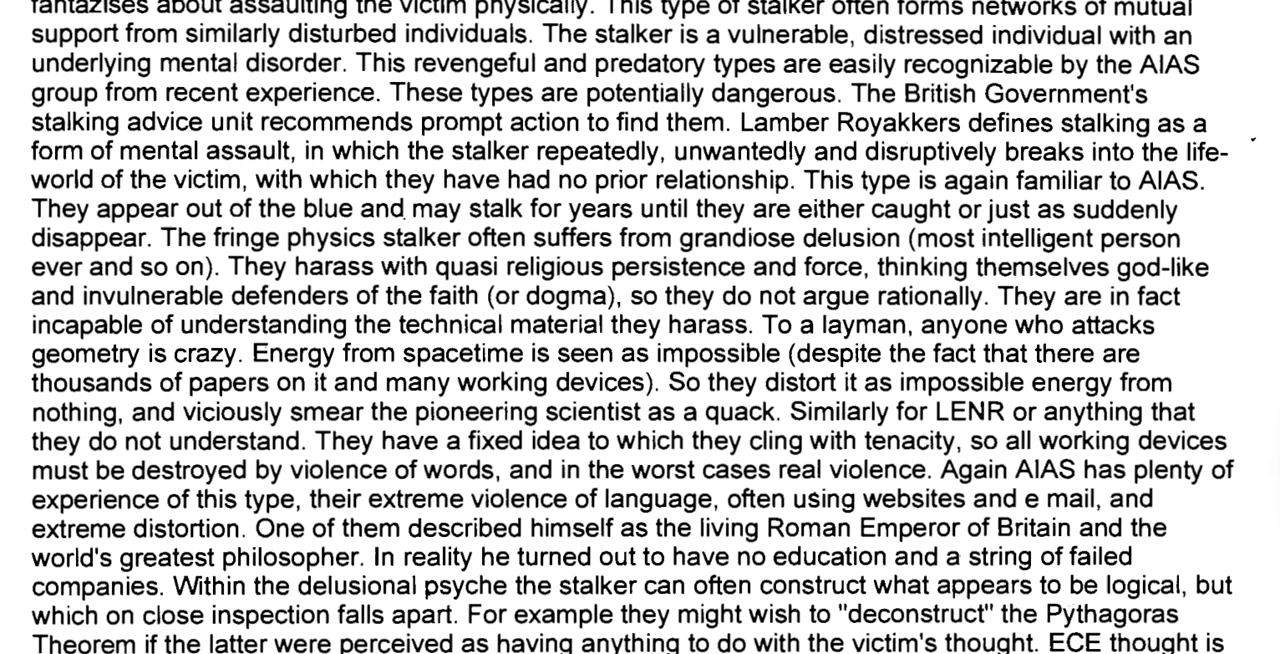 fantazises about assaulting the victim physically. This type of stalker often forms networks of mutual
support from similarly disturbed individuals. The stalker is a vulnerable, distressed individual with an
underlying mental disorder. This revengeful and predatory types are easily recognizable by the AIAS
group from recent experience. These types are potentially dangerous. The British Government's
stalking advice unit recommends prompt action to find them. Lamber Royakkers defines stalking as a
form of mental assault, in which the stalker repeatedly, unwantedly and disruptively breaks into the life-
world of the victim, with which they have had no prior relationship. This type is again familiar to AIAS.
They appear out of the blue and may stalk for years until they are either caught or just as suddenly
disappear. The fringe physics stalker often suffers from grandiose delusion (most intelligent person
ever and so on). They harass with quasi religious persistence and force, thinking themselves god-like
and invulnerable defenders of the faith (or dogma), so they do not argue rationally. They are in fact
incapable of understanding the technical material they harass. To a layman, anyone who attacks
geometry is crazy. Energy from spacetime is seen as impossible (despite the fact that there are
thousands of papers on it and many working devices). So they distort it as impossible energy from
nothing, and viciously smear the pioneering scientist as a quack. Similarly for LENR or anything that
they do not understand. They have a fixed idea to which they cling with tenacity, so all working devices
must be destroyed by violence of words, and in the worst cases real violence. Again AIAS has plenty of
experience of this type, their extreme violence of language, often using websites and e mail, and
extreme distortion. One of them described himself as the living Roman Emperor of Britain and the
world's greatest philosopher. In reality he turned out to have no education and a string of failed
companies. Within the delusional psyche the stalker can often construct what appears to be logical, but
which on close inspection falls apart. For example they might wish to "deconstruct" the Pythagoras
Theorem if the latter were perceived as having anything to do with the victim's thought. ECE thought is